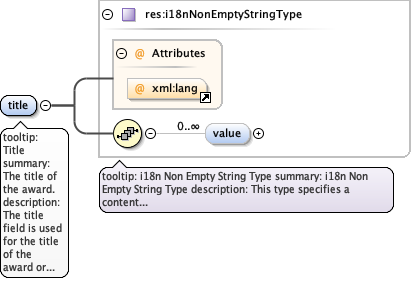 res:i18nNonEmptyStringType
@ Attributes
@ xml:lang
title
0..∞
value
tooltip:
Title
summary:
The title of
the award.
description:
The title
field is used
for the title
of the
award or...
tooltip: i18n Non Empty String Type summary: i18n Non
Empty String Type description: This type specifies a
content...